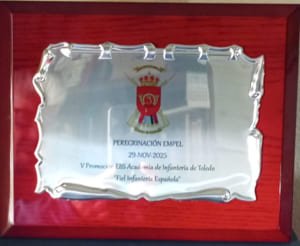 PEREGRINACIÓN EMPEL
29-NOV-2025
V Promoción EBS Academia de Infantería de Toledo
"Fiel Infantería Española"